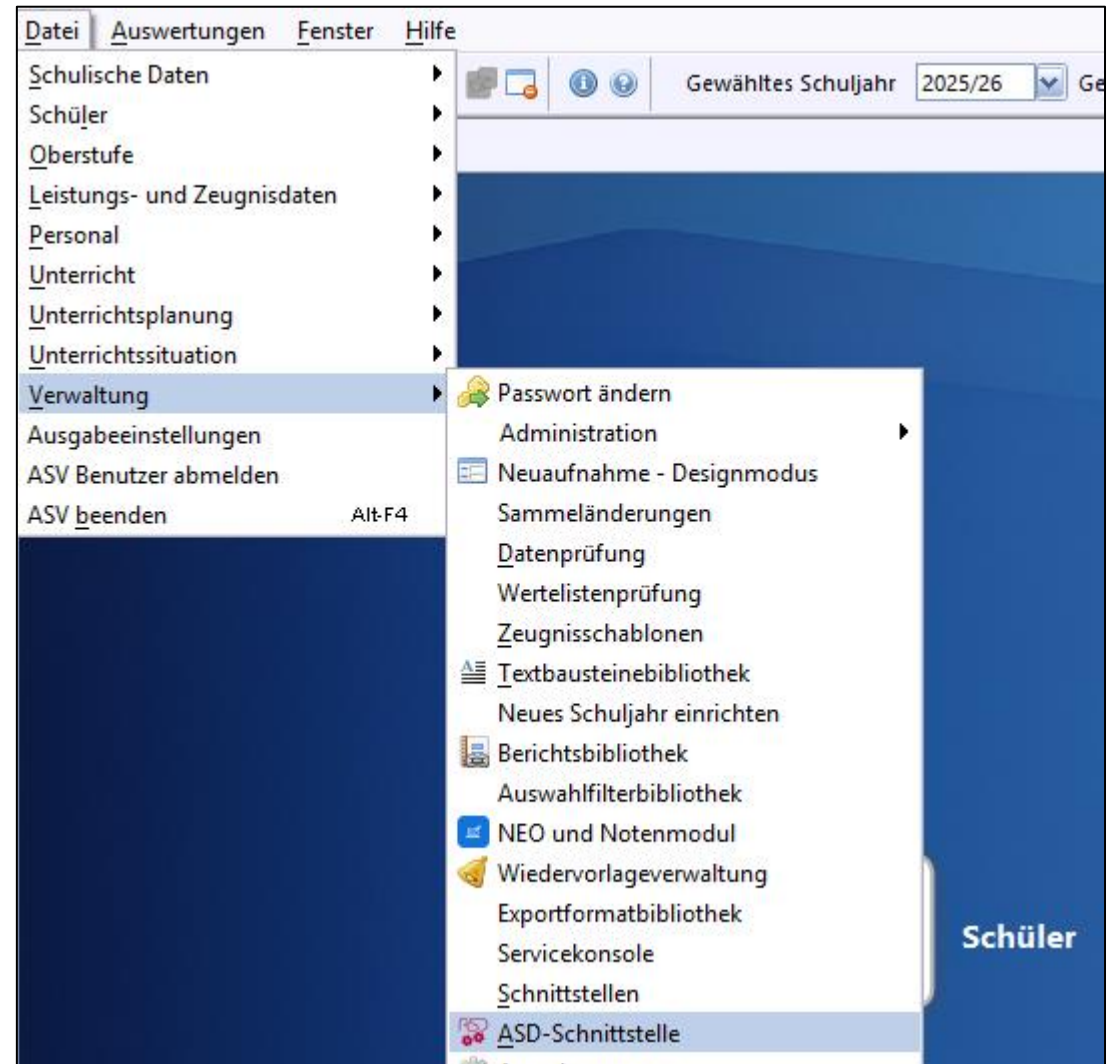 Datei Auswertungen Fenster Hilfe
Gewähltes Schuljahr 2025/26 Ge
Schulische Daten
Schüler
Oberstufe
Leistungs- und Zeugnisdaten
Personal
Unterricht
Unterrichtsplanung
Unterrichtssituation
Verwaltung
Ausgabeeinstellungen
ASV Benutzer abmelden
ASV beenden Alt-F4
Passwort ändern
Administration
Neuaufnahme - Designmodus
Sammeländerungen
Datenprüfung
Wertelistenprüfung
Zeugnisschablonen
Textbausteinebibliothek
Neues Schuljahr einrichten
Berichtsbibliothek
Auswahlfilterbibliothek
NEO und Notenmodul
Wiedervorlageverwaltung
Exportformatbibliothek
Servicekonsole
Schnittstellen
ASD-Schnittstelle
Schüler